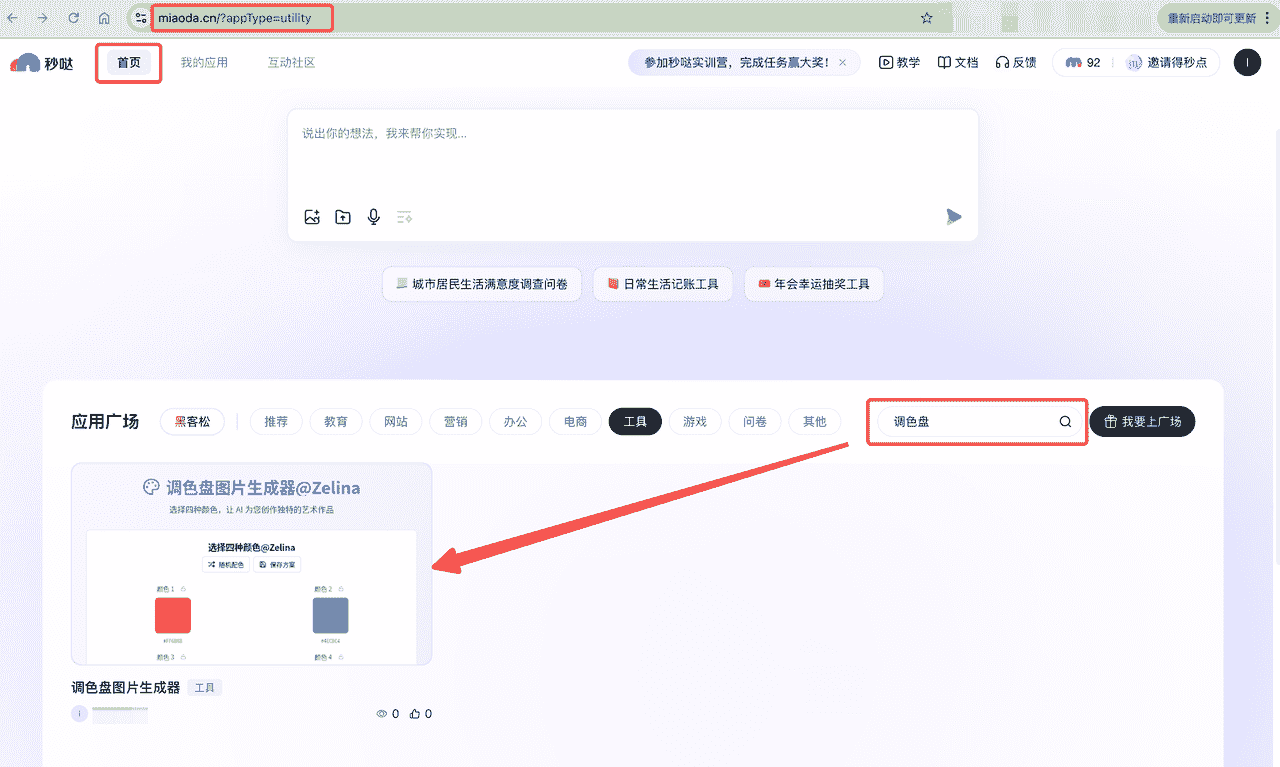 miaoda.cn/?appType=utility
重新启动即可更新
秒哒
首页
我的应用
互动社区
参加秒哒实训营，完成任务赢大奖！
教学
文档
反馈
92
邀请得秒点
I
说出你的想法，我来帮你实现...
城市居民生活满意度调查问卷
日常生活记账工具
年会幸运抽奖工具
应用广场
黑客松
推荐
教育
网站
营销
办公
电商
工具
游戏
问卷
其他
调色盘
我要上广场
调色盘图片生成器@Zelina
选择四种颜色，让 AI 为您创作独特的艺术作品
选择四种颜色@Zelina
随机配色
保存方案
颜色 1
颜色 2
颜色 3
颜色 4
调色盘图片生成器
工具
0
0